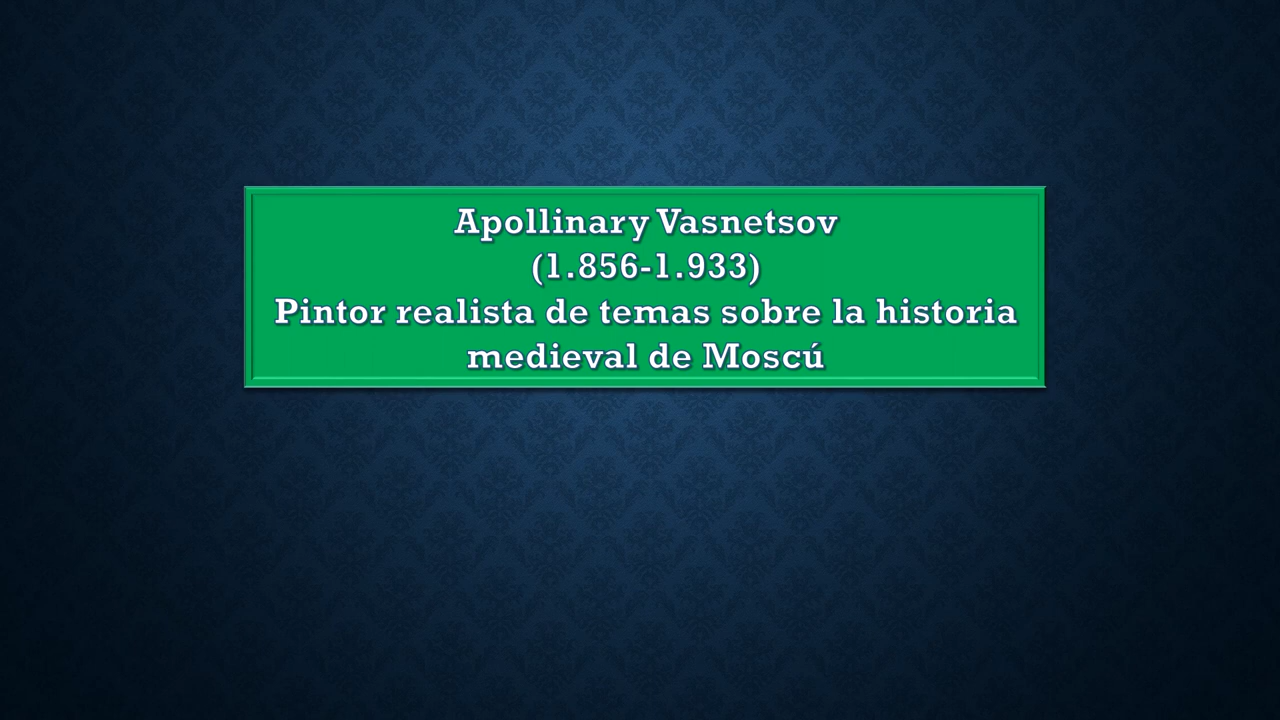 Apollinary Vasnetsov
(1.856-1.933)
Pintor realista de temas sobre la historia
medieval de Moscú